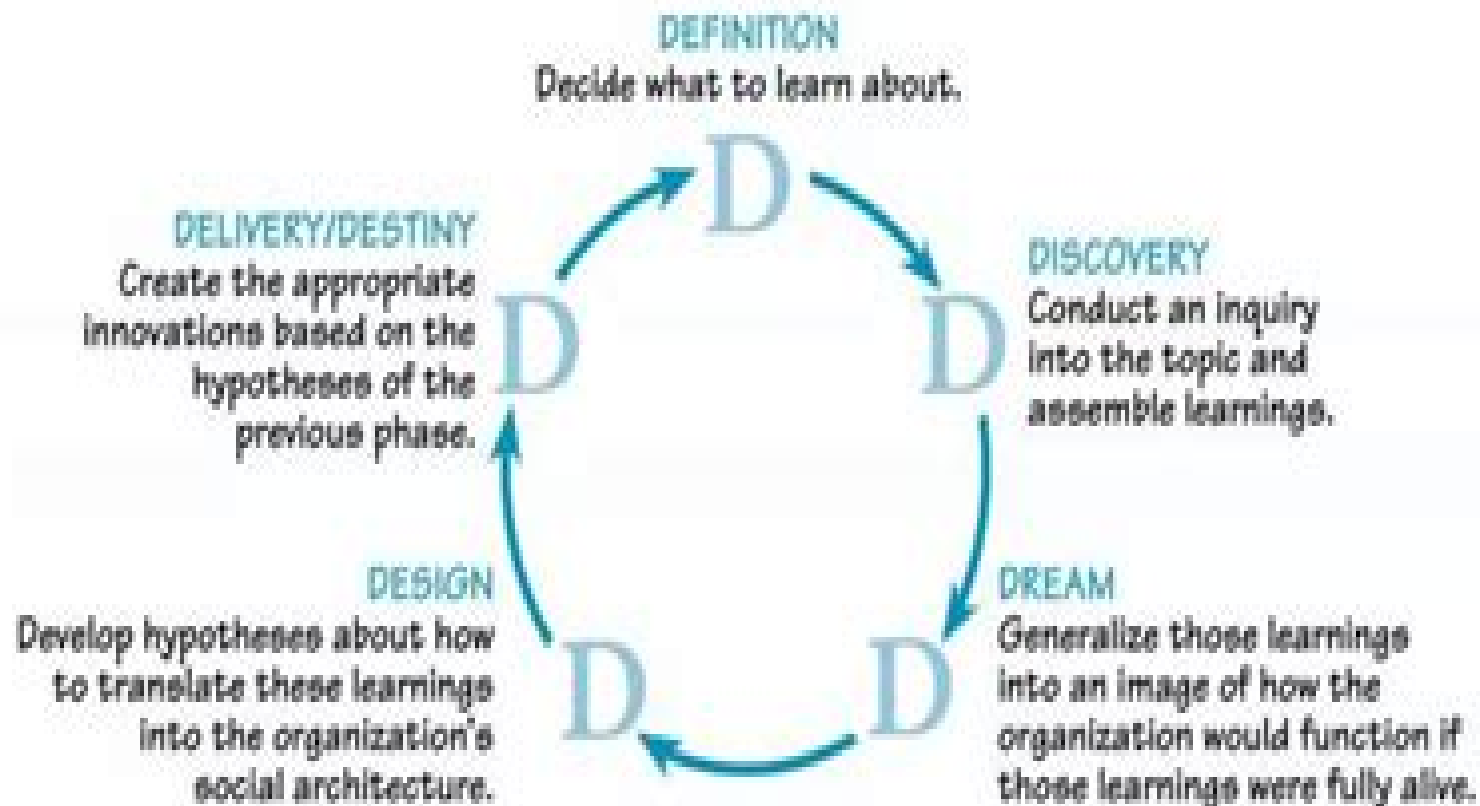 DEFINITION
Decide what to learn about.
D
DISCOVERY
Conduct an inquiry
into the topic and
assemble learnings.
D
DREAM
Generalize those learnings
into an image of how the
organization would function if
those learnings were fully alive.
D
DESIGN
Develop hypotheses about how
to translate these learnings
into the organization's
social architecture.
D
DELIVERY/DESTINY
Create the appropriate
innovations based on the
hypotheses of the
previous phase.
D